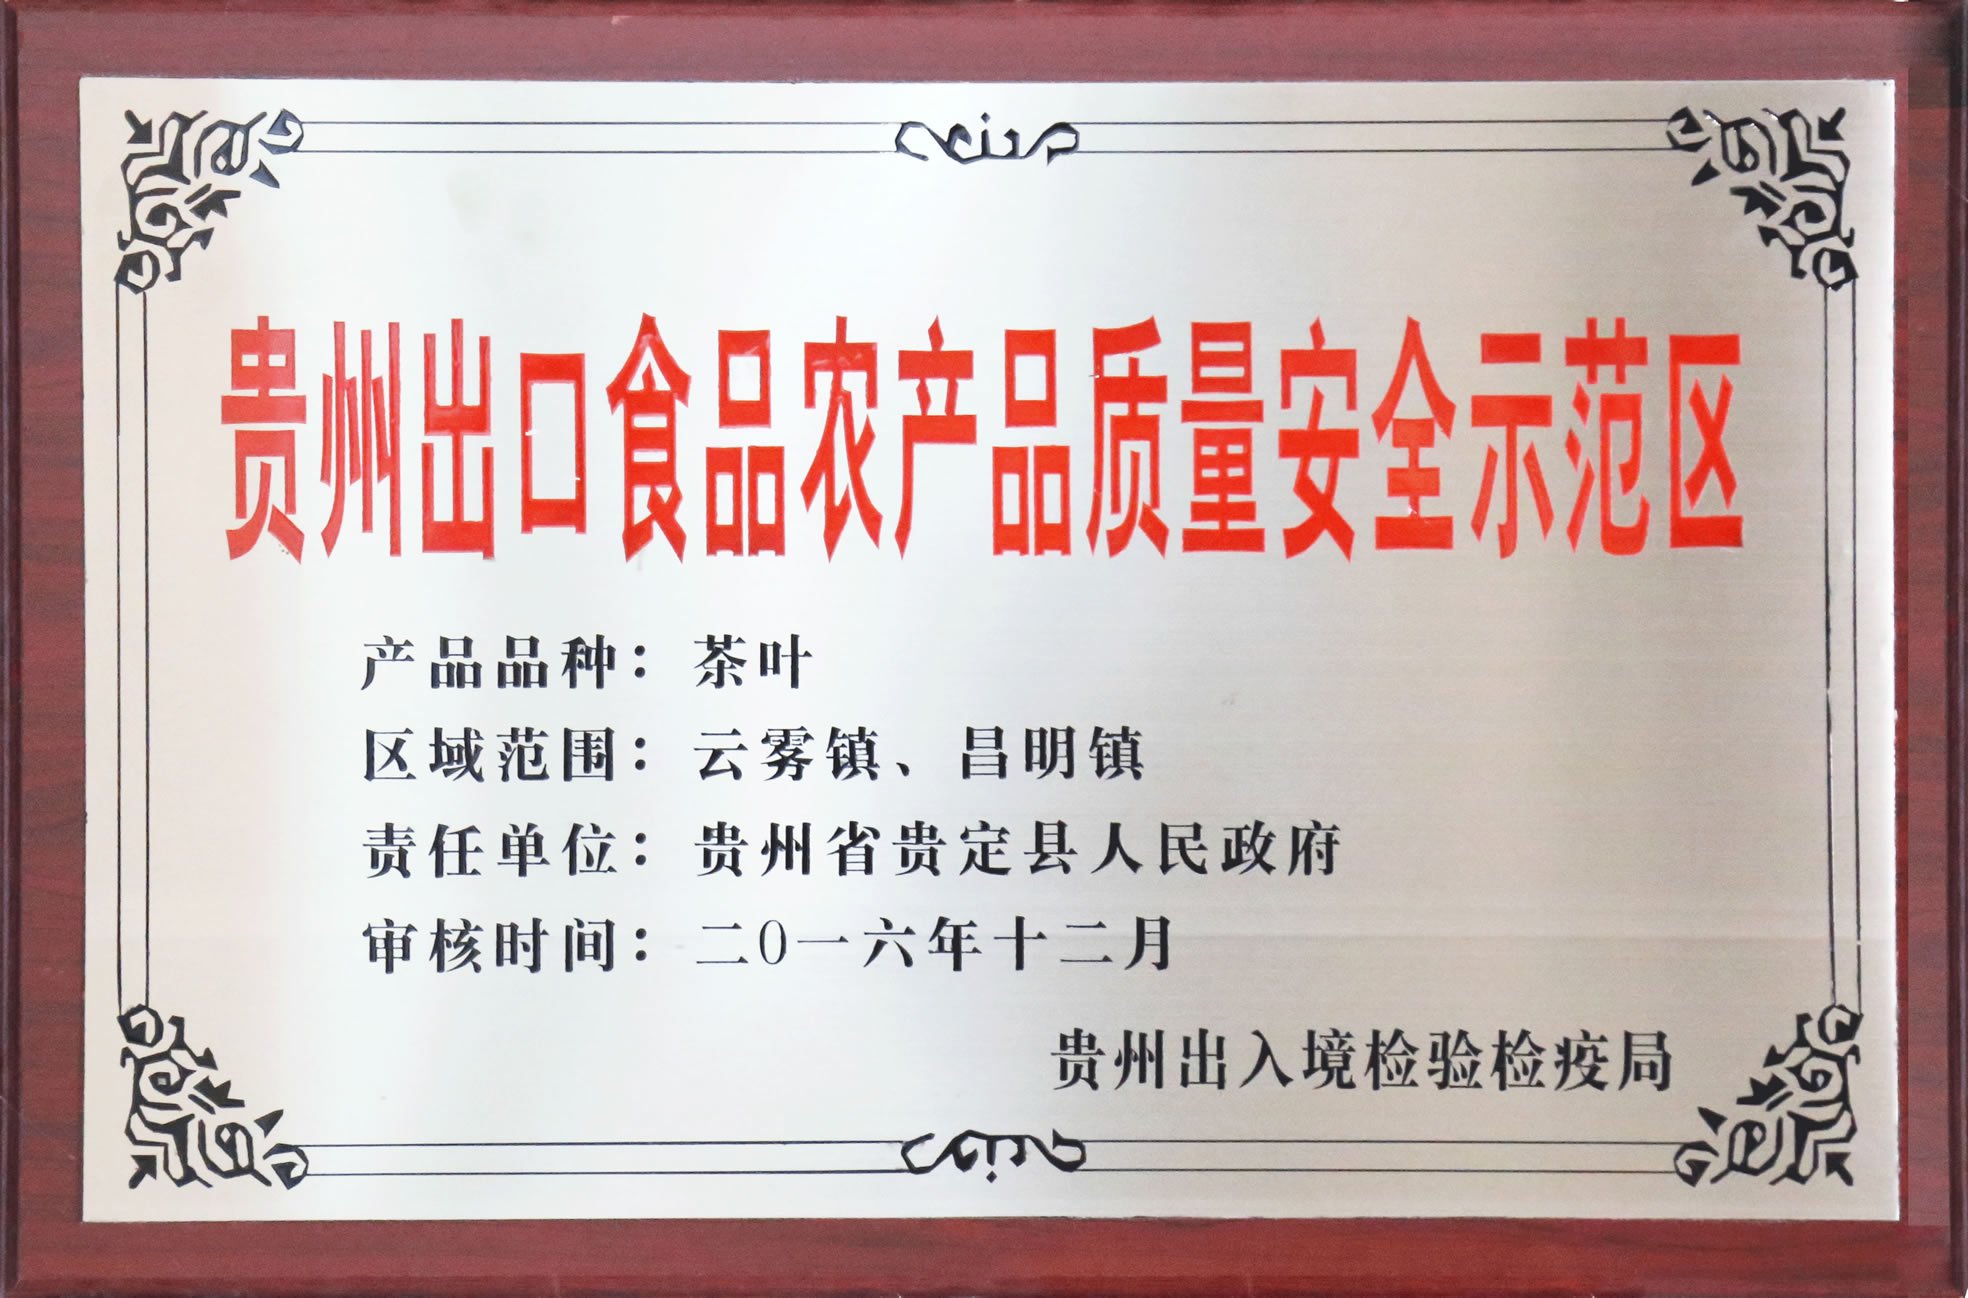 贵州出口食品农产品质量安全示范区
产品品种：茶叶
区域范围：云雾镇、昌明镇
责任单位：贵州省贵定县人民政府
审核时间：二0一六年十二月
贵州出入境检验检疫局